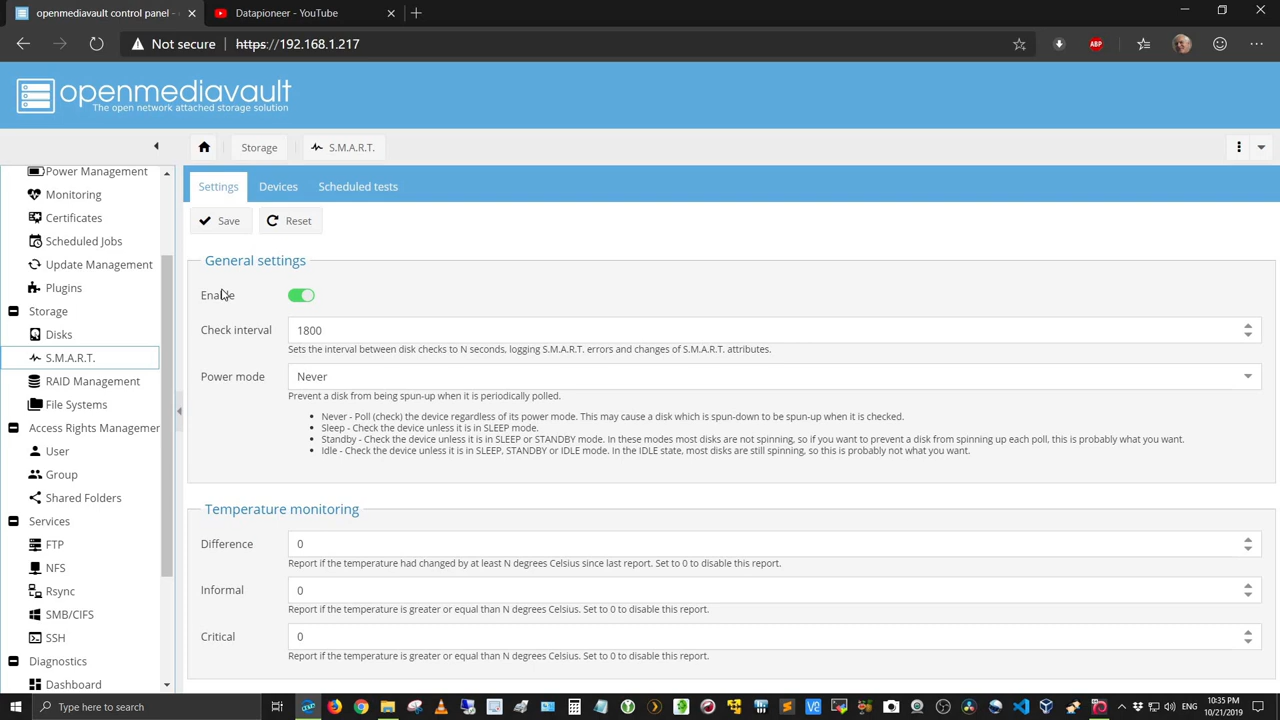 openmediavault control panel -
Datapioneer - YouTube
Not secure
https://192.168.1.217
ABP
openmediavault
The open network attached storage solution
Storage
S.M.A.R.T.
Power Management
Monitoring
Certificates
Scheduled Jobs
Update Management
Plugins
Storage
Disks
S.M.A.R.T.
RAID Management
File Systems
Access Rights Managemer
User
Group
Shared Folders
Services
FTP
NFS
Rsync
SMB/CIFS
SSH
Diagnostics
Dashboard
Settings
Devices
Scheduled tests
Save
Reset
General settings
Enable
Check interval
1800
Sets the interval between disk checks to N seconds, logging S.M.A.R.T. errors and changes of S.M.A.R.T. attributes.
Power mode
Never
Prevent a disk from being spun-up when it is periodically polled.
Never - Poll (check) the device regardless of its power mode. This may cause a disk which is spun-down to be spun-up when it is checked.
Sleep - Check the device unless it is in SLEEP mode.
Standby - Check the device unless it is in SLEEP or STANDBY mode. In these modes most disks are not spinning, so if you want to prevent a disk from spinning up each poll, this is probably what you want.
Idle - Check the device unless it is in SLEEP, STANDBY or IDLE mode. In the IDLE state, most disks are still spinning, so this is probably not what you want.
Temperature monitoring
Difference
0
Report if the temperature had changed by at least N degrees Celsius since last report. Set to 0 to disable this report.
Informal
0
Report if the temperature is greater or equal than N degrees Celsius. Set to 0 to disable this report.
Critical
0
Report if the temperature is greater or equal than N degrees Celsius. Set to 0 to disable this report.
Type here to search
10:35 PM
10/21/2019